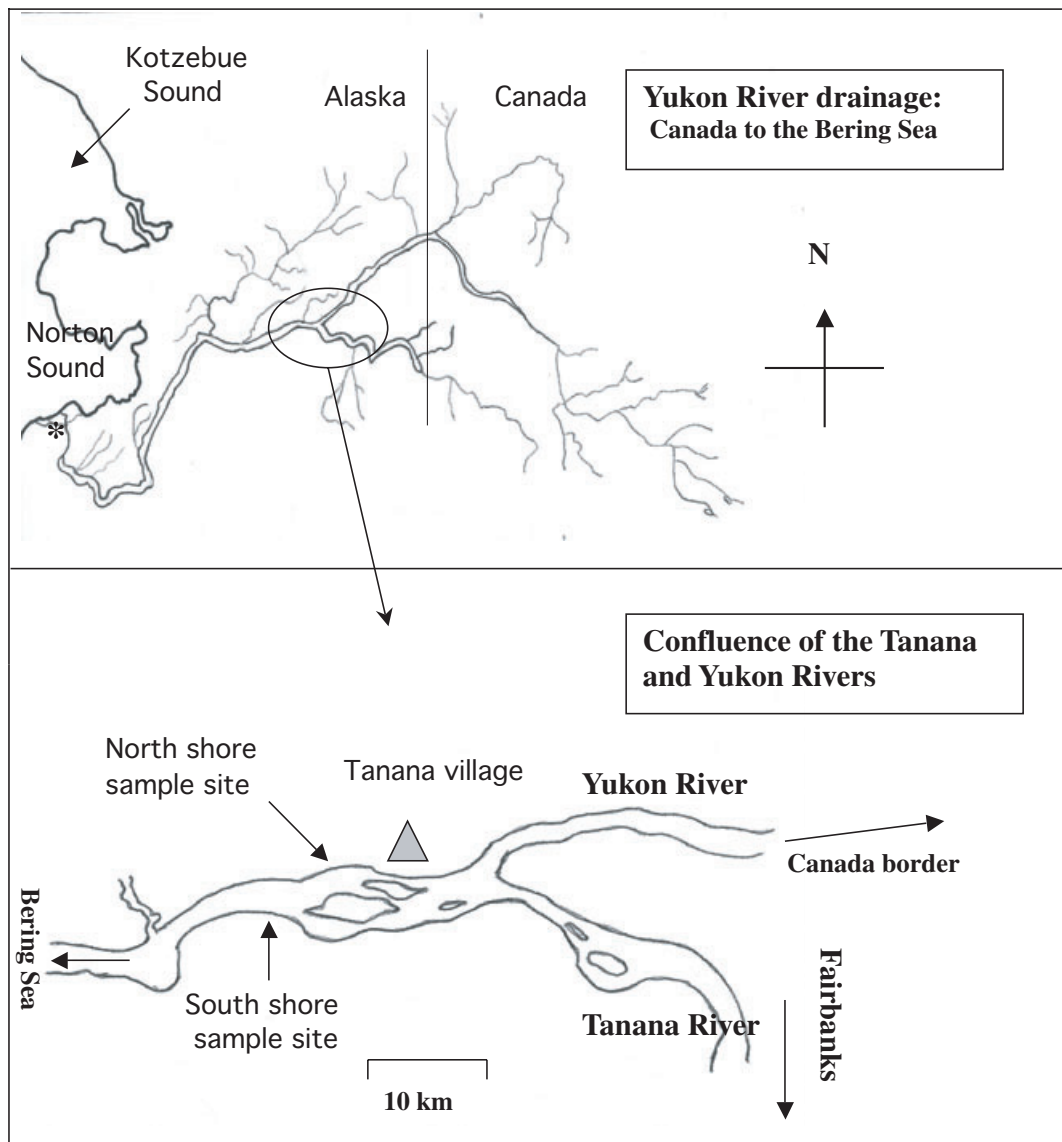 Kotzebue
Sound
Alaska
Canada
Yukon River drainage:
Canada to the Bering Sea
N
Norton
Sound
*
Confluence of the Tanana
and Yukon Rivers
North shore
sample site
Tanana village
Yukon River
Canada border
Bering Sea
South shore
sample site
Tanana River
Fairbanks
10 km